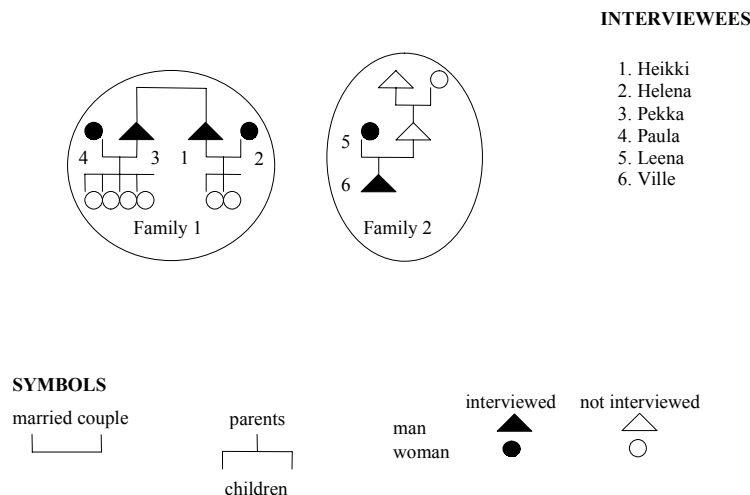 INTERVIEWEES
1. Heikki
2. Helena
3. Pekka
4. Paula
5. Leena
6. Ville
4 3 1 2
Family 1
5
6
Family 2
SYMBOLS
married couple
parents
children
interviewed not interviewed
man
woman